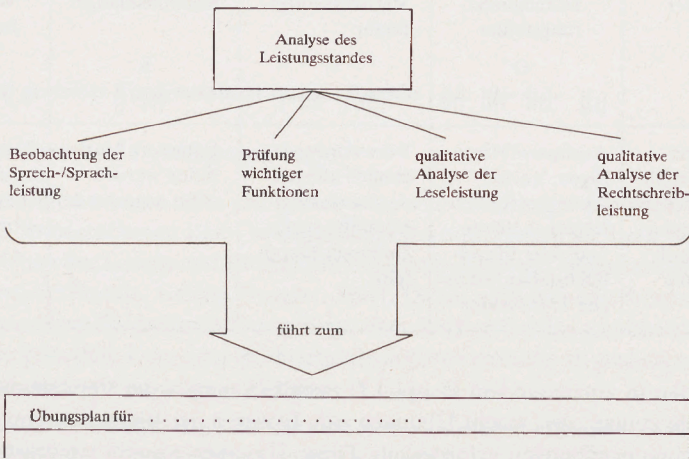 Analyse des
Leistungsstandes
Beobachtung der
Sprech-/Sprach-
leistung
Prüfung
wichtiger
Funktionen
qualitative
Analyse der
Leseleistung
qualitative
Analyse der
Rechtschreib-
leistung
führt zum
Übungsplan für . . . . . . . . . . . . . . . . . . . . .